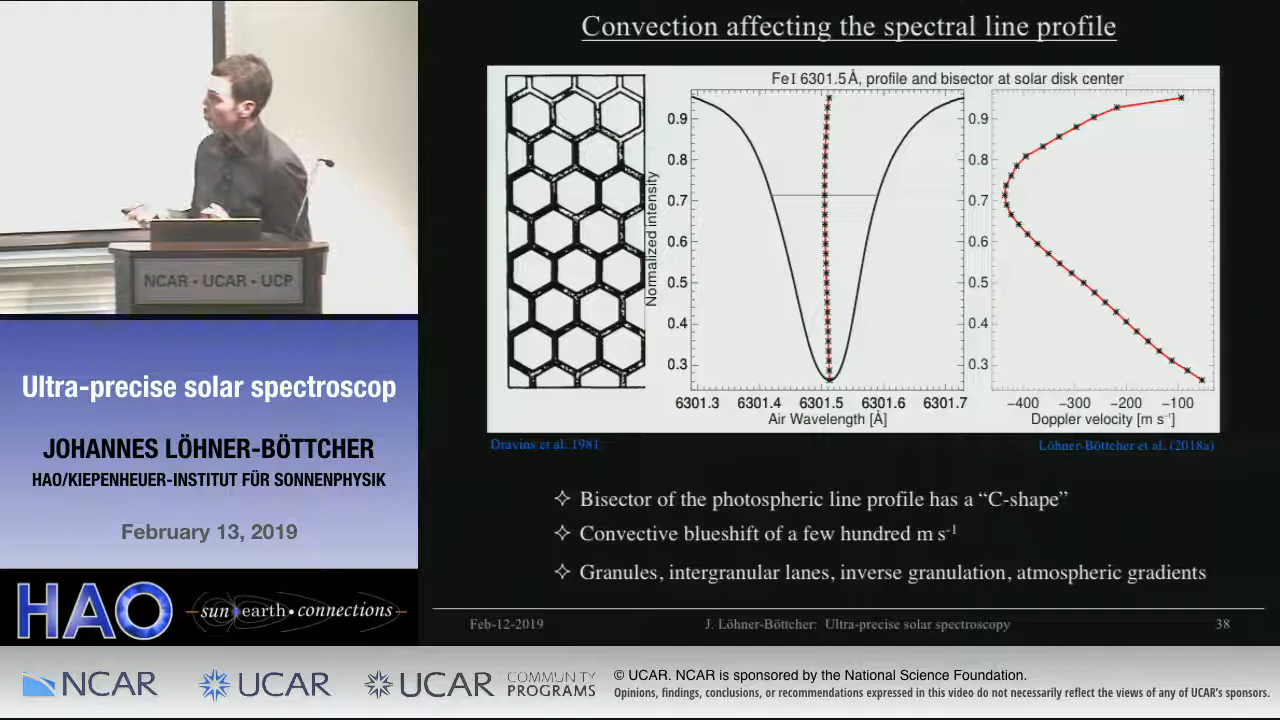 Convection affecting the spectral line profile
Fe I 6301.5 Å, profile and bisector at solar disk center
Normalized intensity
0.9
0.8
0.7
0.6
0.5
0.4
0.3
6301.3 6301.4 6301.5 6301.6 6301.7
Air Wavelength [Å]
0.9
0.8
0.7
0.6
0.5
0.4
0.3
−400 −300 −200 −100
Doppler velocity [m s⁻¹]
Dravins et al. 1981
Löhner-Böttcher et al. (2018a)
✧ Bisector of the photospheric line profile has a “C-shape”
✧ Convective blueshift of a few hundred m s⁻¹
✧ Granules, intergranular lanes, inverse granulation, atmospheric gradients
Feb-12-2019 J. Löhner-Böttcher: Ultra-precise solar spectroscopy 38
NCAR - UCAR - UCP
Ultra-precise solar spectroscop
JOHANNES LÖHNER-BÖTTCHER
HAO/KIEPENHEUER-INSTITUT FÜR SONNENPHYSIK
February 13, 2019
HAO
sun•earth•connections
NCAR
UCAR
UCAR
COMMUNITY
PROGRAMS
© UCAR. NCAR is sponsored by the National Science Foundation.
Opinions, findings, conclusions, or recommendations expressed in this video do not necessarily reflect the views of any of UCAR's sponsors.